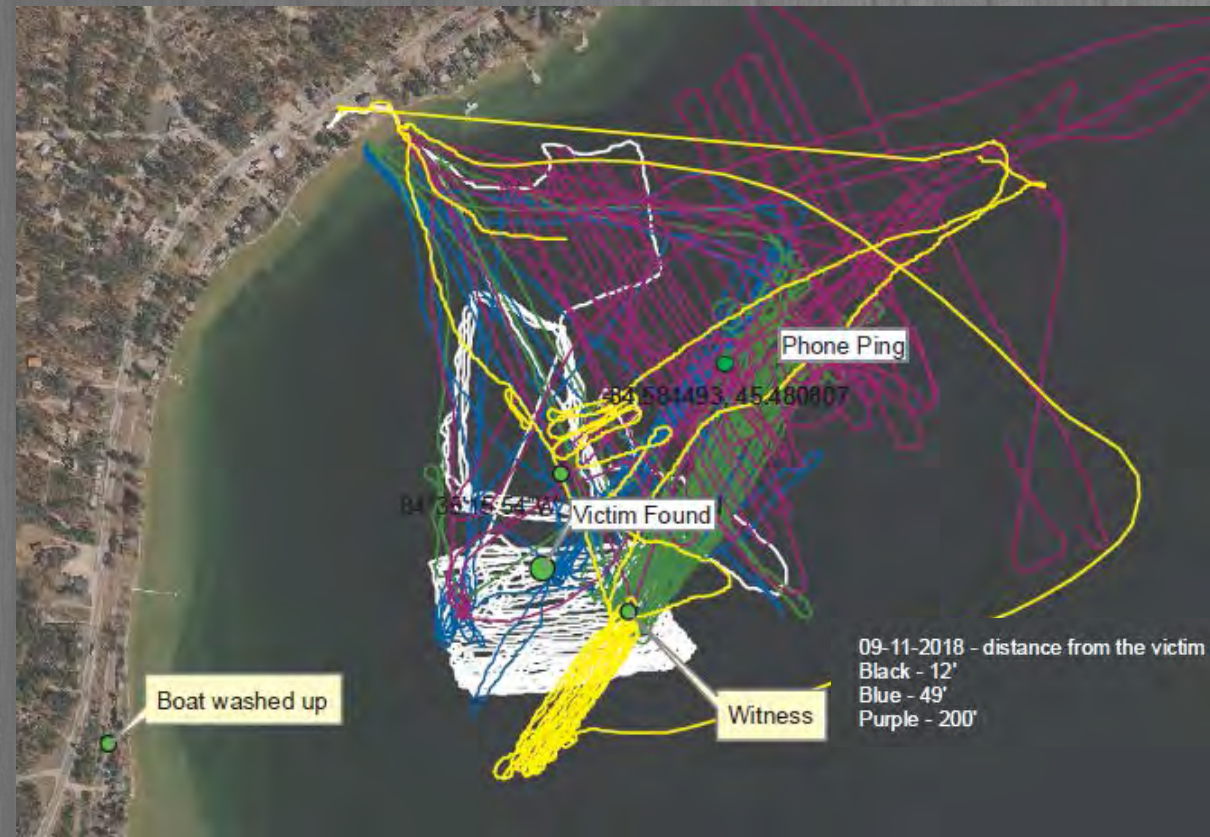 Phone Ping
-84.581493, 45.480807
Victim Found
Boat washed up
Witness
09-11-2018 - distance from the victim
Black - 12'
Blue - 49'
Purple - 200'